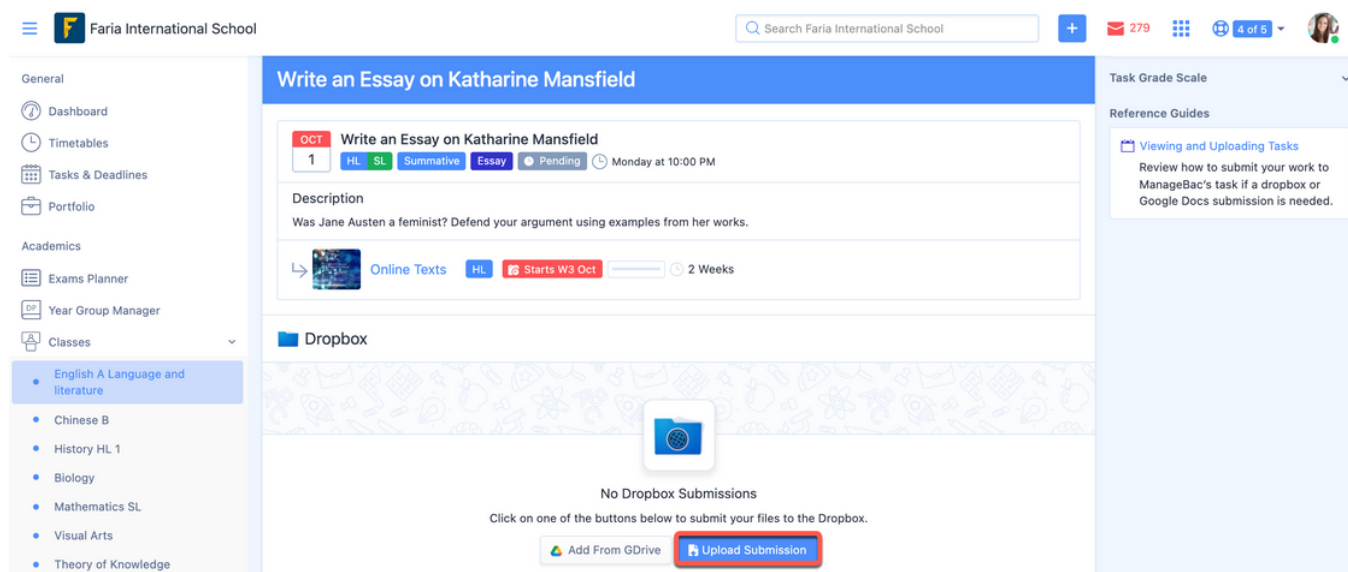 Faria International School
Search Faria International School
+
279
4 of 5
General
Dashboard
Timetables
Tasks & Deadlines
Portfolio
Academics
Exams Planner
DP
Year Group Manager
Classes
English A Language and
literature
Chinese B
History HL 1
Biology
Mathematics SL
Visual Arts
Theory of Knowledge
Write an Essay on Katharine Mansfield
OCT
1
Write an Essay on Katharine Mansfield
HL SL Summative Essay Pending Monday at 10:00 PM
Description
Was Jane Austen a feminist? Defend your argument using examples from her works.
Online Texts HL Starts W3 Oct 2 Weeks
Dropbox
No Dropbox Submissions
Click on one of the buttons below to submit your files to the Dropbox.
Add From GDrive Upload Submission
Task Grade Scale
Reference Guides
Viewing and Uploading Tasks
Review how to submit your work to
ManageBac's task if a dropbox or
Google Docs submission is needed.